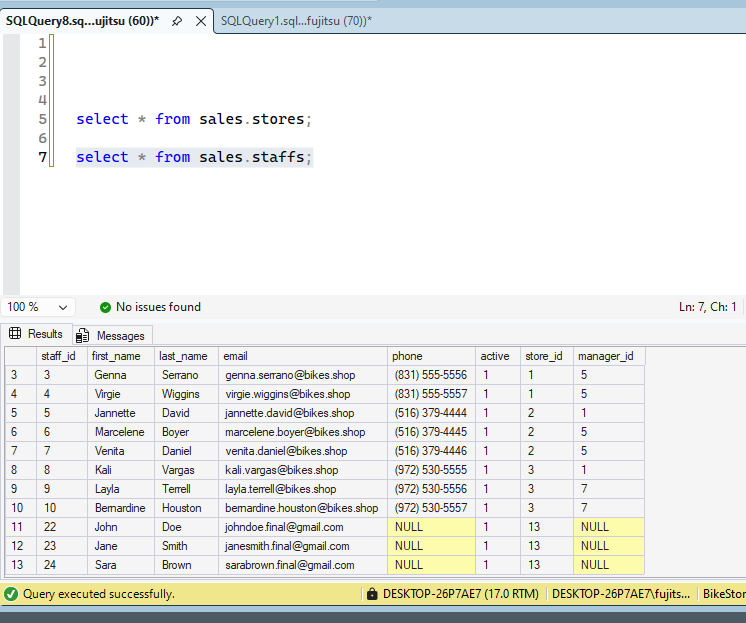 SQLQuery8.sq...ujitsu (60))* SQLQuery1.sql...fujitsu (70))*
1
2
3
4
5 select * from sales.stores;
6
7 select * from sales.staffs;
100 % No issues found Ln: 7, Ch: 1
Results Messages
staff_id first_name last_name email phone active store_id manager_id
3 3 Genna Serrano genna.serrano@bikes.shop (831) 555-5556 1 1 5
4 4 Virgie Wiggins virgie.wiggins@bikes.shop (831) 555-5557 1 1 5
5 5 Jannette David jannette.david@bikes.shop (516) 379-4444 1 2 1
6 6 Marcelene Boyer marcelene.boyer@bikes.shop (516) 379-4445 1 2 5
7 7 Venita Daniel venita.daniel@bikes.shop (516) 379-4446 1 2 5
8 8 Kali Vargas kali.vargas@bikes.shop (972) 530-5555 1 3 1
9 9 Layla Terrell layla.terrell@bikes.shop (972) 530-5556 1 3 7
10 10 Bernardine Houston bernardine.houston@bikes.shop (972) 530-5557 1 3 7
11 22 John Doe johndoe.final@gmail.com NULL 1 13 NULL
12 23 Jane Smith janesmith.final@gmail.com NULL 1 13 NULL
13 24 Sara Brown sarabrown.final@gmail.com NULL 1 13 NULL
Query executed successfully. DESKTOP-26P7AE7 (17.0 RTM) DESKTOP-26P7AE7\fujits... BikeStor